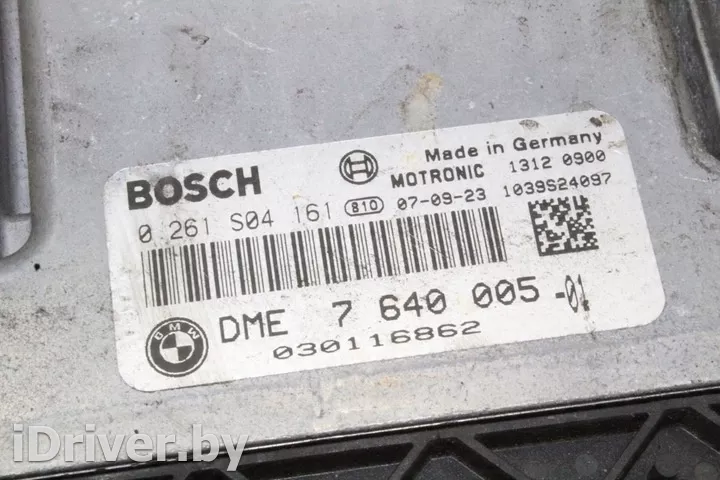 BOSCH
Made in Germany
MOTRONIC 1312 0900
0 261 S04 161 810 07-09-23 1039S24097
DME 7 640 005 -01
030116862
BMW
iDriver.by